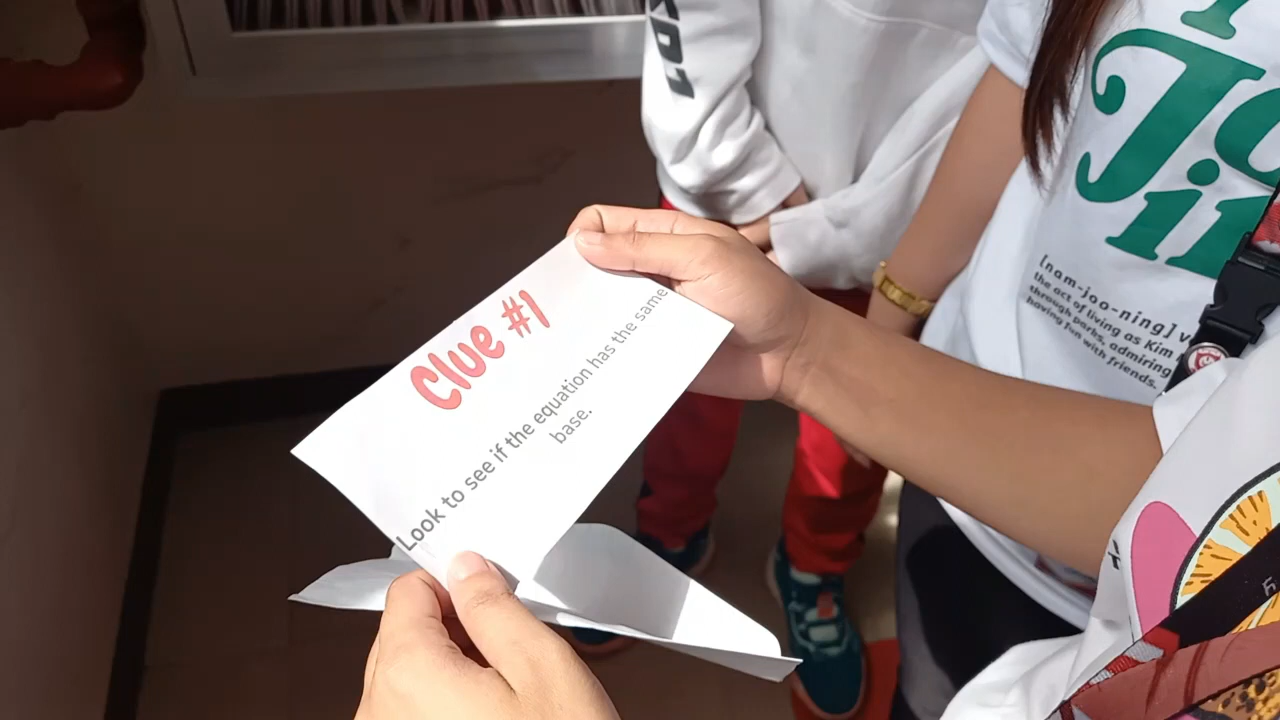 Clue #1
Look to see if the equation has the same
base.
[nam-joo-ning] v
the act of living as Kim
through parks, admiring
having fun with friends.